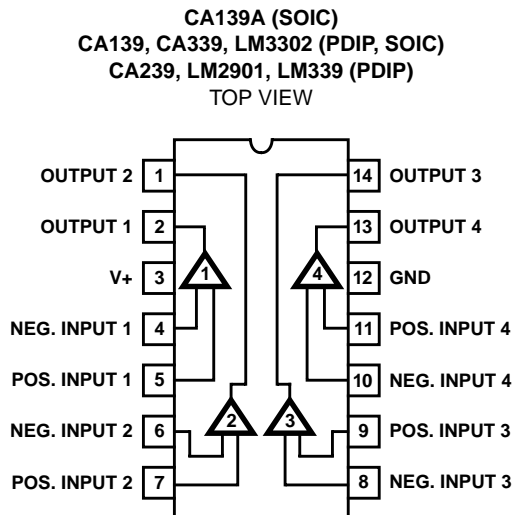 CA139A (SOIC)
CA139, CA339, LM3302 (PDIP, SOIC)
CA239, LM2901, LM339 (PDIP)
TOP VIEW
OUTPUT 2 1 14 OUTPUT 3
OUTPUT 1 2 13 OUTPUT 4
V+ 3 1 4 12 GND
NEG. INPUT 1 4 11 POS. INPUT 4
POS. INPUT 1 5 10 NEG. INPUT 4
NEG. INPUT 2 6 2 3 9 POS. INPUT 3
POS. INPUT 2 7 8 NEG. INPUT 3